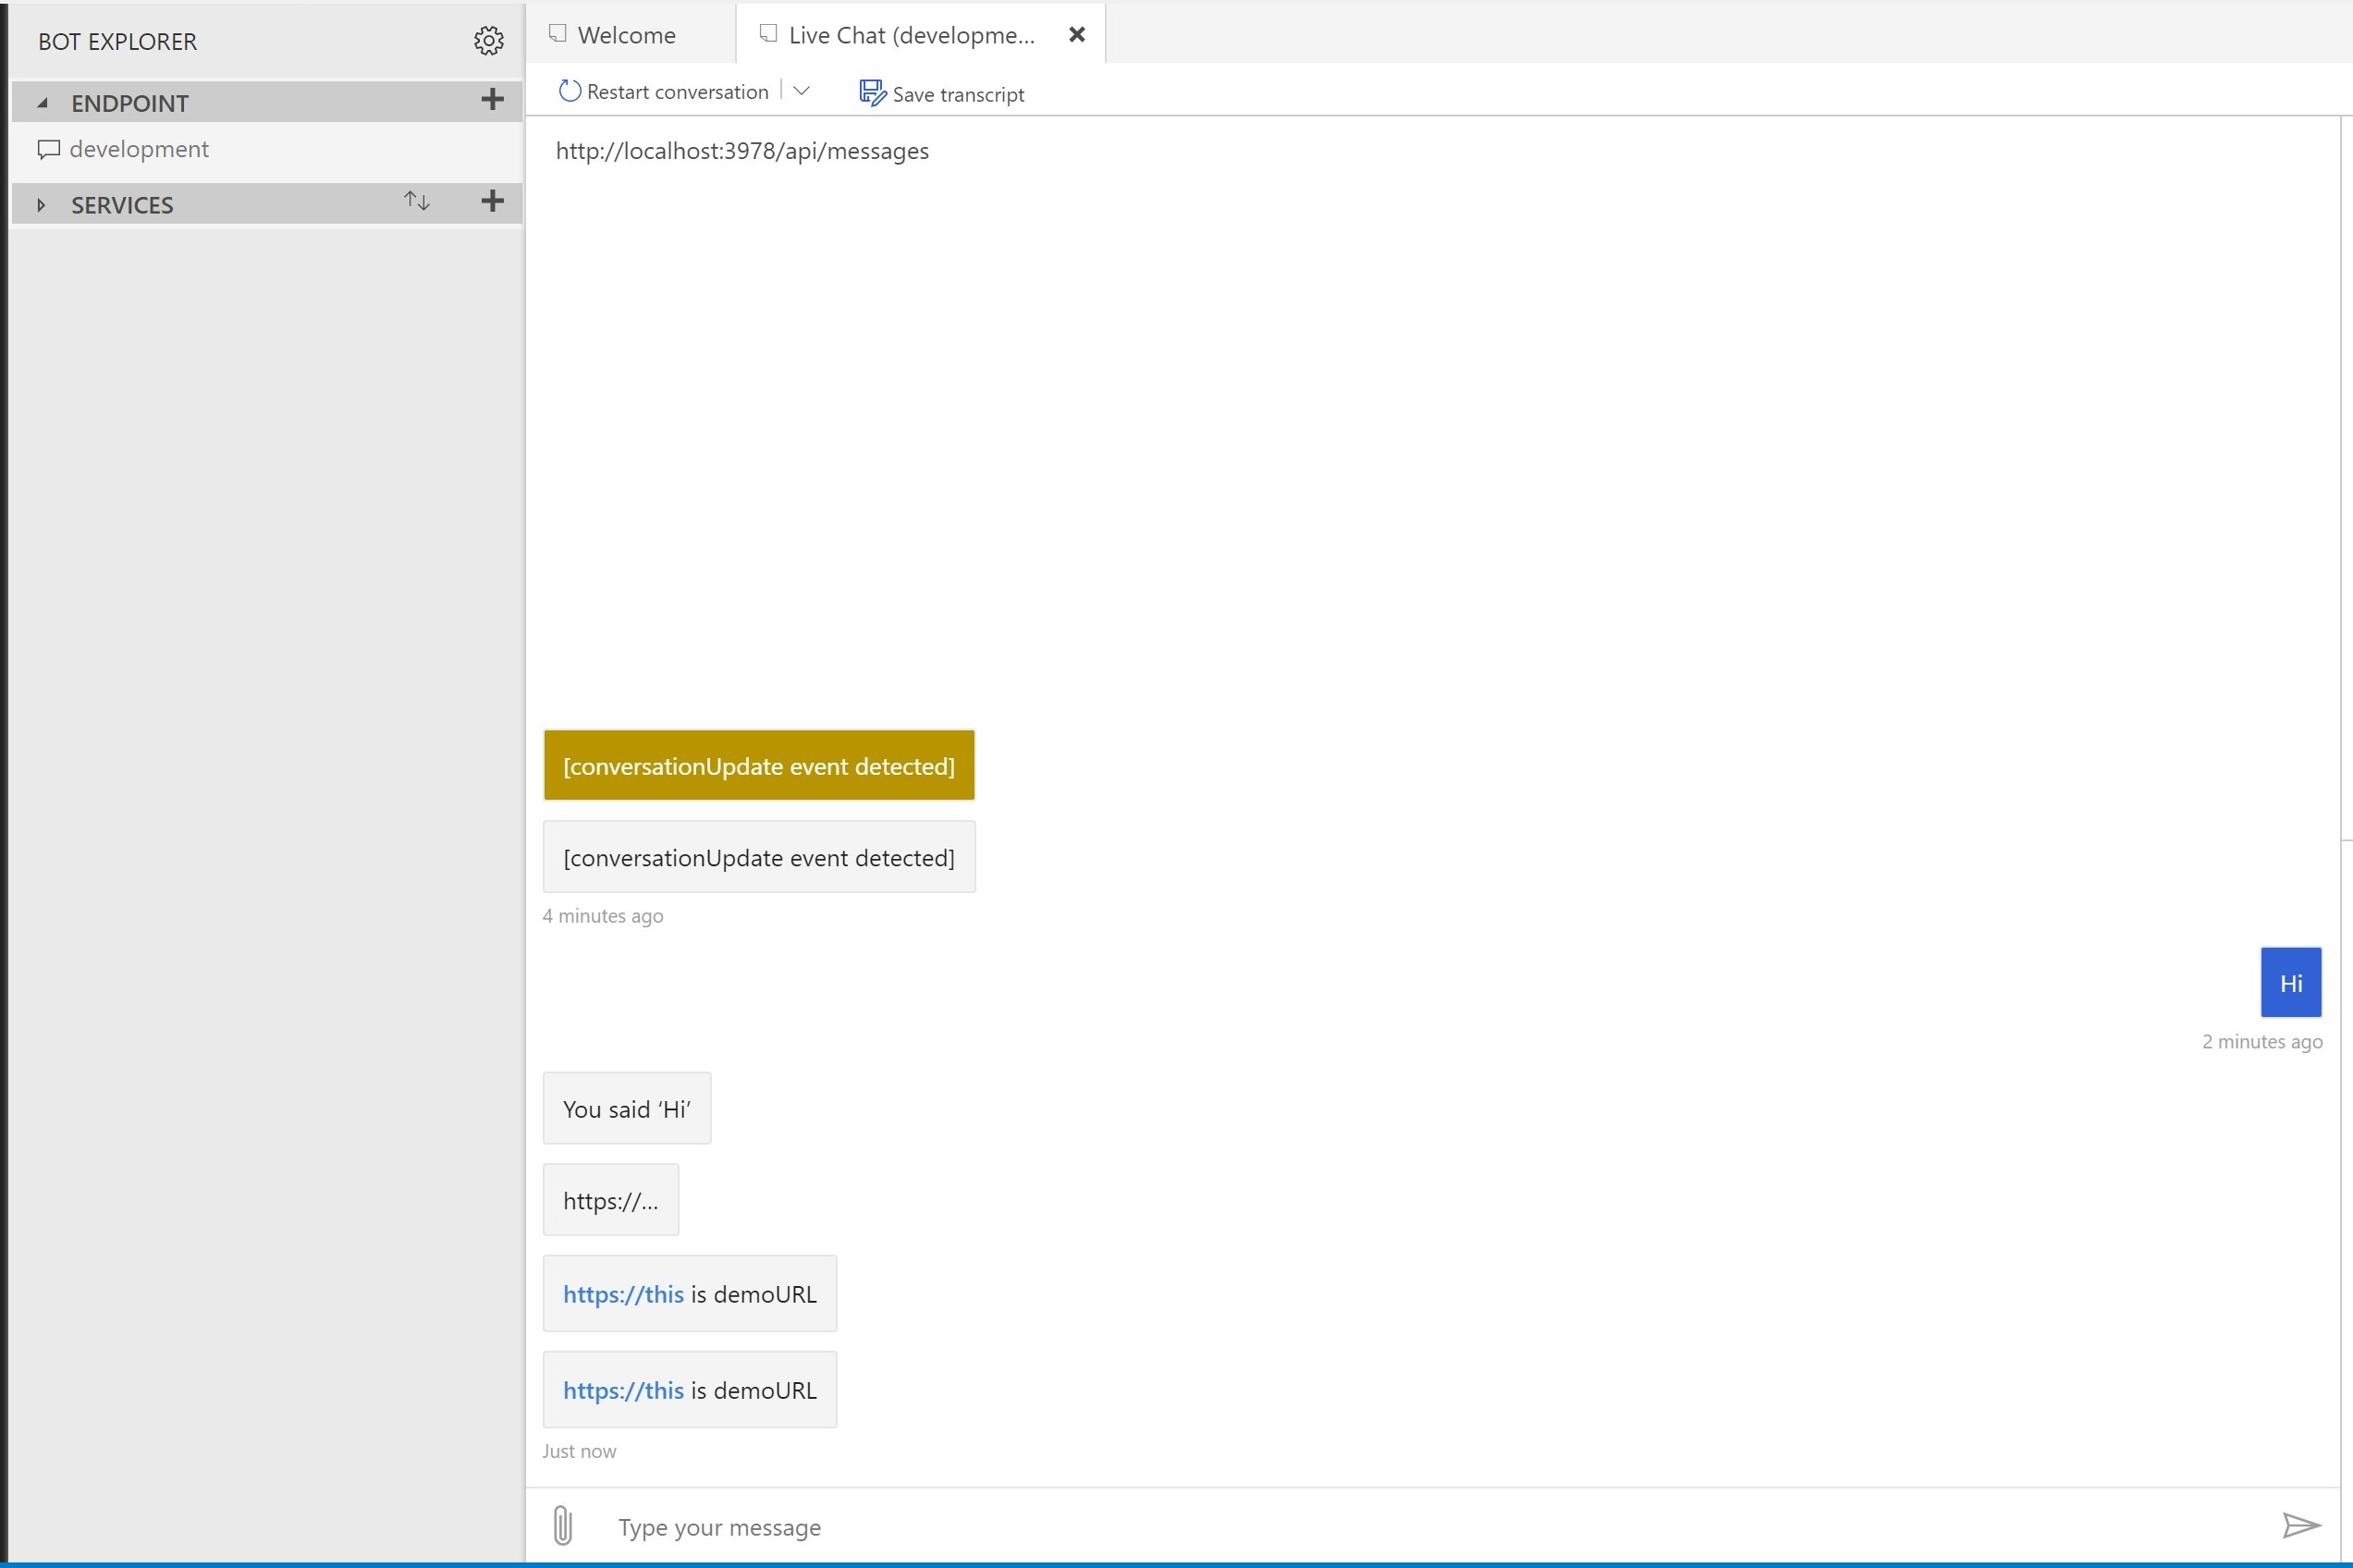 BOT EXPLORER
ENDPOINT
development
SERVICES
Welcome
Live Chat (developme...
Restart conversation
Save transcript
http://localhost:3978/api/messages
[conversationUpdate event detected]
[conversationUpdate event detected]
4 minutes ago
Hi
2 minutes ago
You said ‘Hi’
https://...
https://this is demoURL
https://this is demoURL
Just now
Type your message